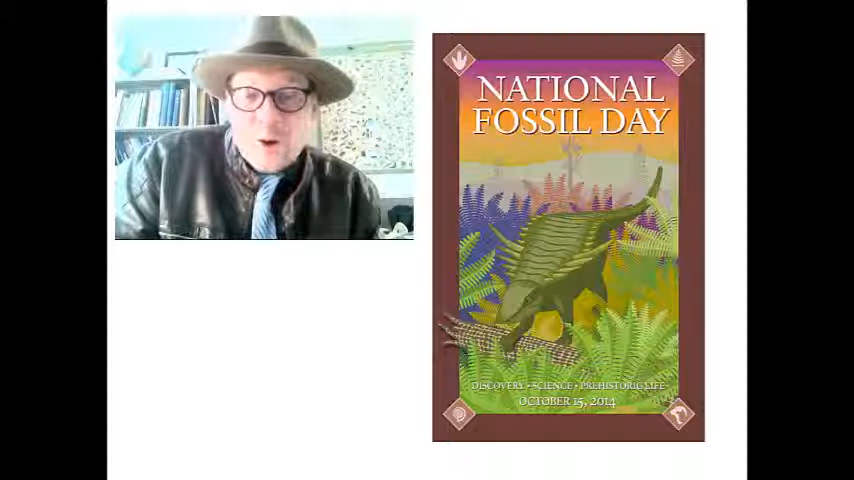 NATIONAL
FOSSIL DAY
DISCOVERY • SCIENCE • PREHISTORIC LIFE
OCTOBER 15, 2014